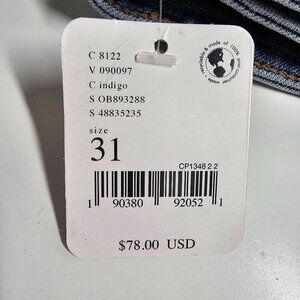 C 8122
V 090097
C indigo
S OB893288
S 48835235
size
31
CP1348 2 2
1 90380 92052 1
$78.00 USD